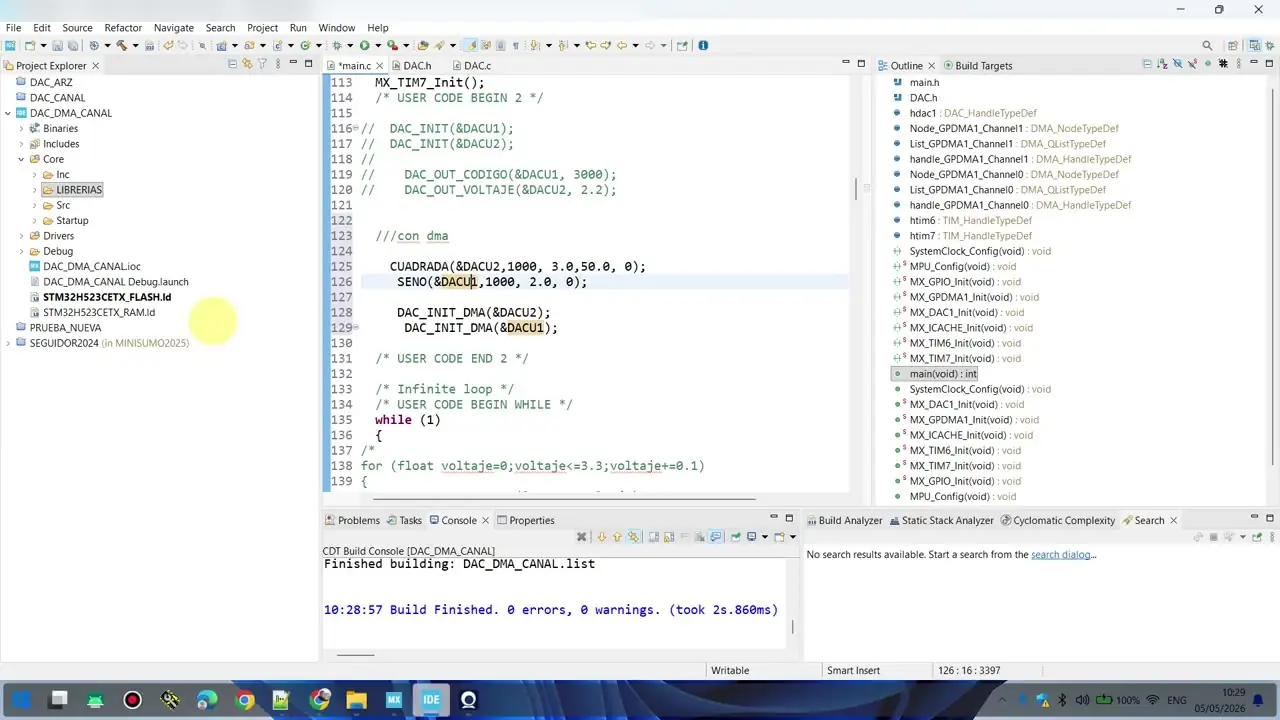 File Edit Source Refactor Navigate Search Project Run Window Help
Project Explorer
DAC_ARZ
DAC_CANAL
DAC_DMA_CANAL
Binaries
Includes
Core
Inc
LIBRERIAS
Src
Startup
Drivers
Debug
DAC_DMA_CANAL.ioc
DAC_DMA_CANAL Debug.launch
STM32H523CETX_FLASH.ld
STM32H523CETX_RAM.ld
PRUEBA_NUEVA
SEGUIDOR2024 (in MINISUMO2025)
*main.c DAC.h DAC.c
113 MX_TIM7_Init();
114 /* USER CODE BEGIN 2 */
115
116 // DAC_INIT(&DACU1);
117 // DAC_INIT(&DACU2);
118 //
119 // DAC_OUT_CODIGO(&DACU1, 3000);
120 // DAC_OUT_VOLTAJE(&DACU2, 2.2);
121
122
123 ///con dma
124
125 CUADRADA(&DACU2,1000, 3.0,50.0, 0);
126 SENO(&DACU1,1000, 2.0, 0);
127
128 DAC_INIT_DMA(&DACU2);
129 DAC_INIT_DMA(&DACU1);
130
131 /* USER CODE END 2 */
132
133 /* Infinite loop */
134 /* USER CODE BEGIN WHILE */
135 while (1)
136 {
137 /*
138 for (float voltaje=0;voltaje<=3.3;voltaje+=0.1)
139 {
Outline Build Targets
main.h
DAC.h
hdac1 : DAC_HandleTypeDef
Node_GPDMA1_Channel1 : DMA_NodeTypeDef
List_GPDMA1_Channel1 : DMA_QListTypeDef
handle_GPDMA1_Channel1 : DMA_HandleTypeDef
Node_GPDMA1_Channel0 : DMA_NodeTypeDef
List_GPDMA1_Channel0 : DMA_QListTypeDef
handle_GPDMA1_Channel0 : DMA_HandleTypeDef
htim6 : TIM_HandleTypeDef
htim7 : TIM_HandleTypeDef
SystemClock_Config(void) : void
MPU_Config(void) : void
MX_GPIO_Init(void) : void
MX_GPDMA1_Init(void) : void
MX_DAC1_Init(void) : void
MX_ICACHE_Init(void) : void
MX_TIM6_Init(void) : void
MX_TIM7_Init(void) : void
main(void) : int
SystemClock_Config(void) : void
MX_DAC1_Init(void) : void
MX_GPDMA1_Init(void) : void
MX_ICACHE_Init(void) : void
MX_TIM6_Init(void) : void
MX_TIM7_Init(void) : void
MX_GPIO_Init(void) : void
MPU_Config(void) : void
Problems Tasks Console Properties
CDT Build Console [DAC_DMA_CANAL]
Finished building: DAC_DMA_CANAL.list
10:28:57 Build Finished. 0 errors, 0 warnings. (took 2s.860ms)
Build Analyzer Static Stack Analyzer Cyclomatic Complexity Search
No search results available. Start a search from the search dialog...
Writable Smart Insert 126 : 16 : 3397
MX IDE 100% ENG
10:29
05/05/2026